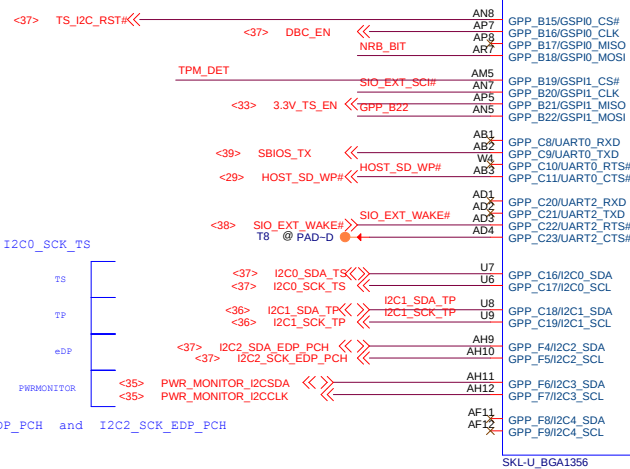 <37> TS_I2C_RST# AN8 GPP_B15/GSPI0_CS#
<37> DBC_EN AP7 GPP_B16/GSPI0_CLK
AP8 GPP_B17/GSPI0_MISO
NRB_BIT AR7 GPP_B18/GSPI0_MOSI
TPM_DET AM5 GPP_B19/GSPI1_CS#
SIO_EXT_SCI# AN7 GPP_B20/GSPI1_CLK
<33> 3.3V_TS_EN AP5 GPP_B21/GSPI1_MISO
GPP_B22 AN5 GPP_B22/GSPI1_MOSI
AB1 GPP_C8/UART0_RXD
<39> SBIOS_TX AB2 GPP_C9/UART0_TXD
W4 GPP_C10/UART0_RTS#
<29> HOST_SD_WP# HOST_SD_WP# AB3 GPP_C11/UART0_CTS#
AD1 GPP_C20/UART2_RXD
AD2 GPP_C21/UART2_TXD
<38> SIO_EXT_WAKE# SIO_EXT_WAKE# AD3 GPP_C22/UART2_RTS#
T8 @ PAD~D AD4 GPP_C23/UART2_CTS#
I2C0_SCK_TS
<37> I2C0_SDA_TS U7 GPP_C16/I2C0_SDA
TS <37> I2C0_SCK_TS U6 GPP_C17/I2C0_SCL
<36> I2C1_SDA_TP I2C1_SDA_TP U8 GPP_C18/I2C1_SDA
TP <36> I2C1_SCK_TP I2C1_SCK_TP U9 GPP_C19/I2C1_SCL
<37> I2C2_SDA_EDP_PCH AH9 GPP_F4/I2C2_SDA
eDP <37> I2C2_SCK_EDP_PCH AH10 GPP_F5/I2C2_SCL
<35> PWR_MONITOR_I2CSDA AH11 GPP_F6/I2C3_SDA
PWRMONITOR <35> PWR_MONITOR_I2CCLK AH12 GPP_F7/I2C3_SCL
AF11 GPP_F8/I2C4_SDA
DP_PCH and I2C2_SCK_EDP_PCH AF12 GPP_F9/I2C4_SCL
SKL-U_BGA1356